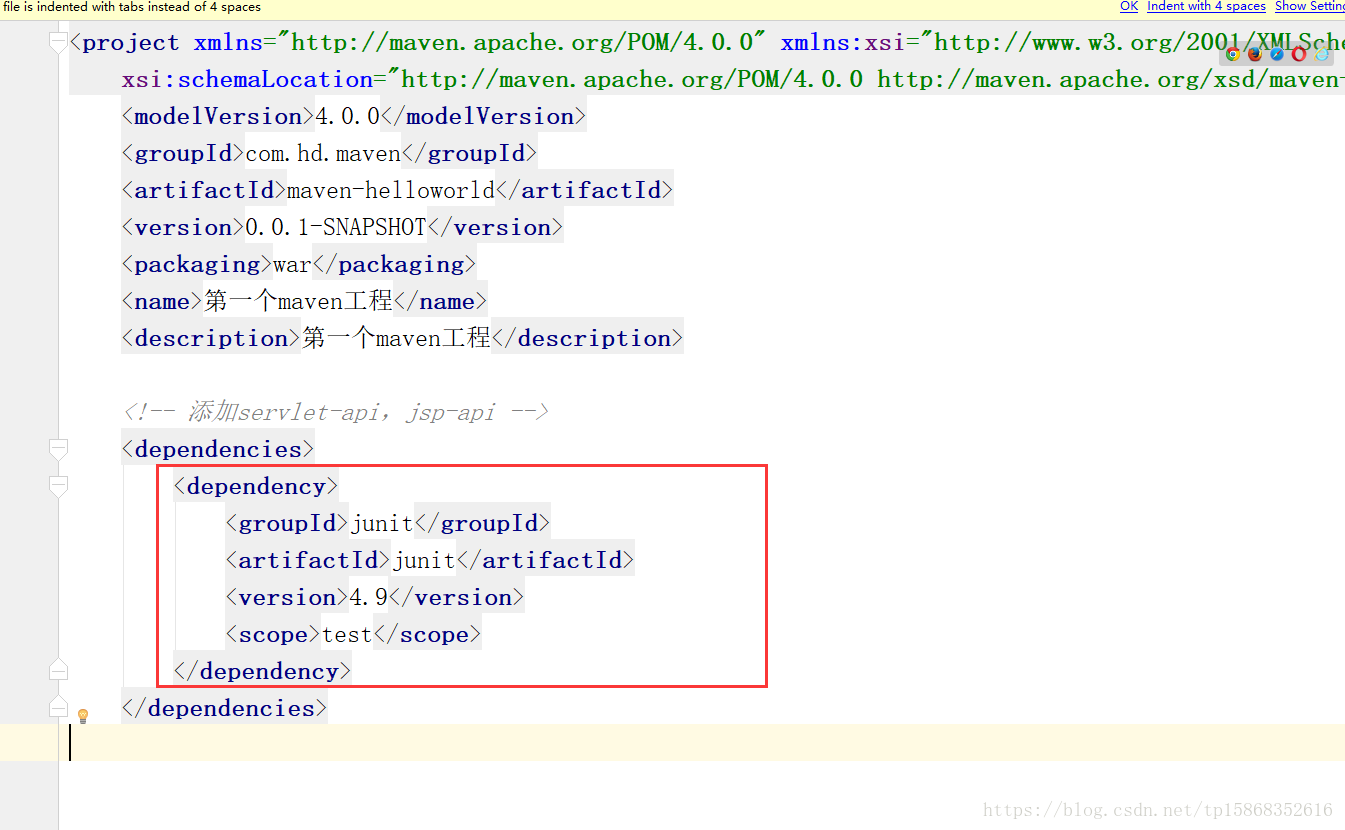 file is indented with tabs instead of 4 spaces OK Indent with 4 spaces Show Settin
<project xmlns="http://maven.apache.org/POM/4.0.0" xmlns:xsi="http://www.w3.org/2001/XMLSche
xsi:schemaLocation="http://maven.apache.org/POM/4.0.0 http://maven.apache.org/xsd/maven-
<modelVersion>4.0.0</modelVersion>
<groupId>com.hd.maven</groupId>
<artifactId>maven-helloworld</artifactId>
<version>0.0.1-SNAPSHOT</version>
<packaging>war</packaging>
<name>第一个maven工程</name>
<description>第一个maven工程</description>
<!-- 添加servlet-api，jsp-api -->
<dependencies>
<dependency>
<groupId>junit</groupId>
<artifactId>junit</artifactId>
<version>4.9</version>
<scope>test</scope>
</dependency>
</dependencies>
https://blog.csdn.net/tp15868352616